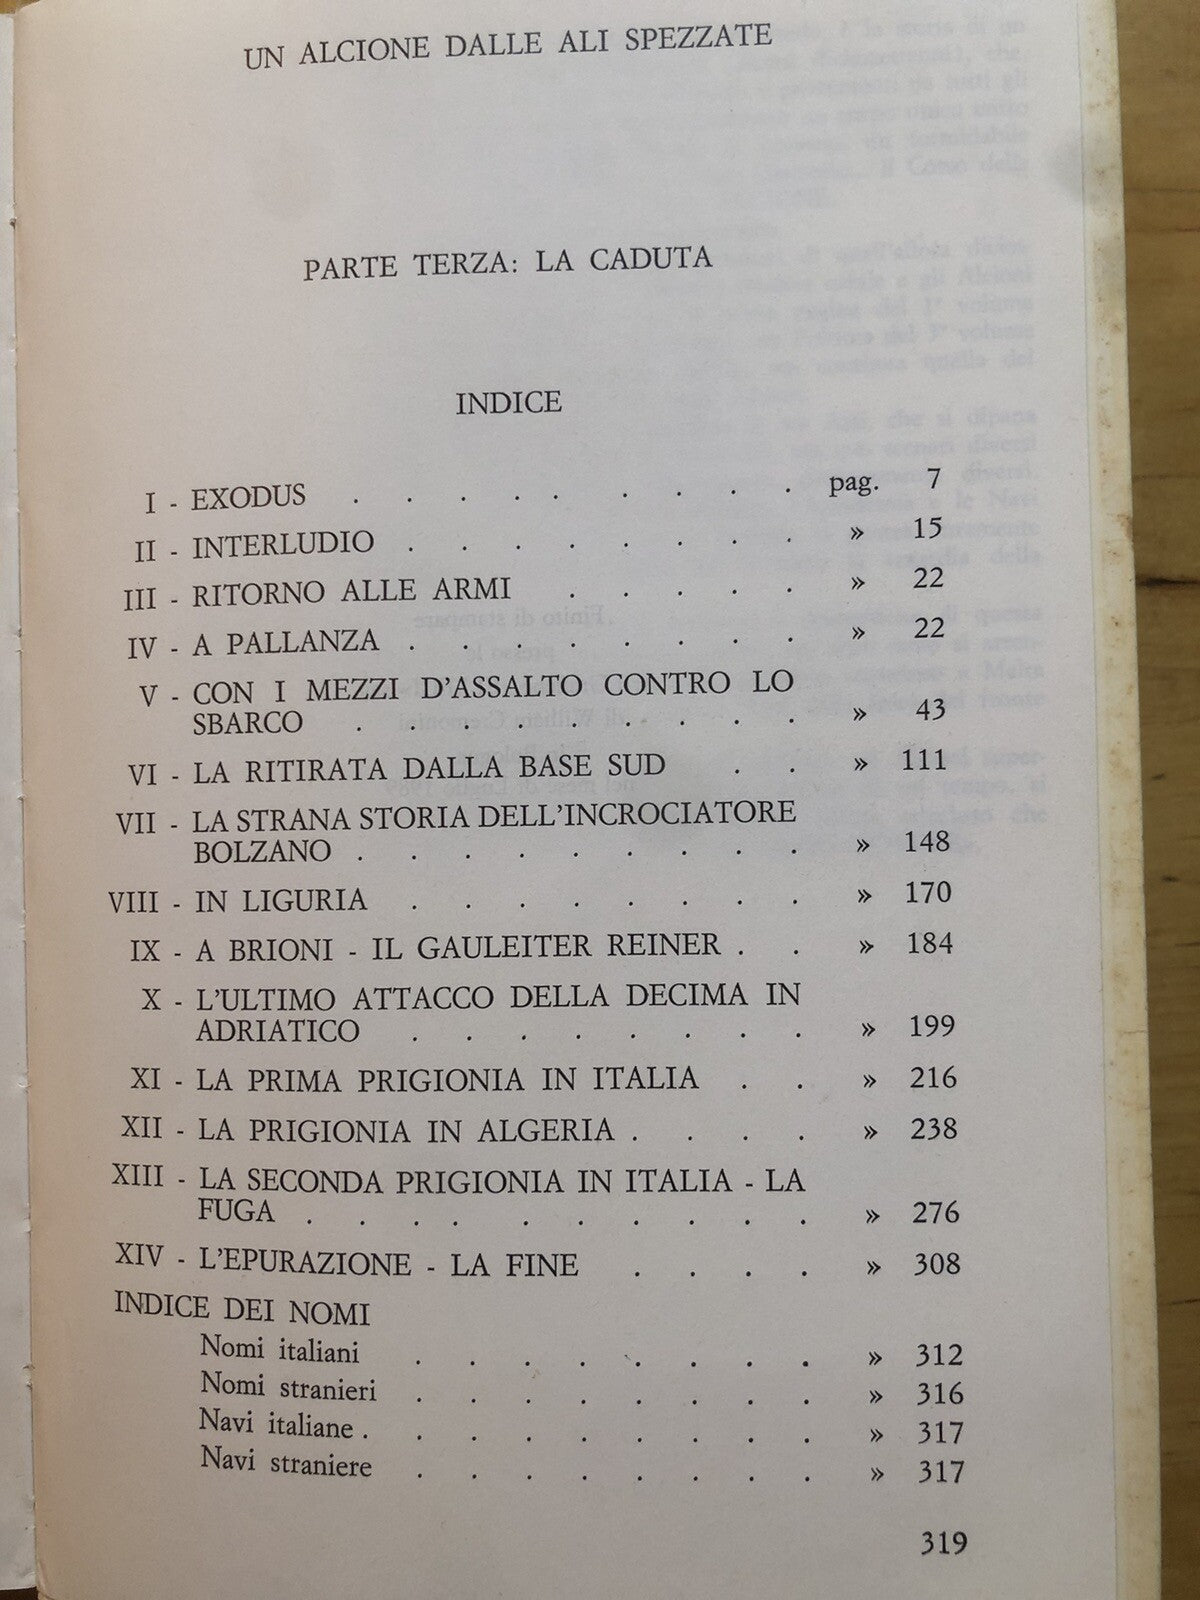 UN ALCIONE DALLE ALI SPEZZATE
PARTE TERZA: LA CADUTA
INDICE
I - EXODUS . . . . . . . . . pag. 7
II - INTERLUDIO . . . . . . . . » 15
III - RITORNO ALLE ARMI . . . . . » 22
IV - A PALLANZA . . . . . . . . » 22
V - CON I MEZZI D'ASSALTO CONTRO LO
SBARCO . . . . . . . . . » 43
VI - LA RITIRATA DALLA BASE SUD . . » 111
VII - LA STRANA STORIA DELL'INCROCIATORE
BOLZANO . . . . . . . . . » 148
VIII - IN LIGURIA . . . . . . . . » 170
IX - A BRIONI - IL GAULEITER REINER . . » 184
X - L'ULTIMO ATTACCO DELLA DECIMA IN
ADRIATICO . . . . . . . . » 199
XI - LA PRIMA PRIGIONIA IN ITALIA . . » 216
XII - LA PRIGIONIA IN ALGERIA . . . . » 238
XIII - LA SECONDA PRIGIONIA IN ITALIA - LA
FUGA . . . . . . . . . . » 276
XIV - L'EPURAZIONE - LA FINE . . . . » 308
INDICE DEI NOMI
Nomi italiani . . . . . . . . » 312
Nomi stranieri . . . . . . . . » 316
Navi italiane . . . . . . . . . » 317
Navi straniere . . . . . . . . » 317
319